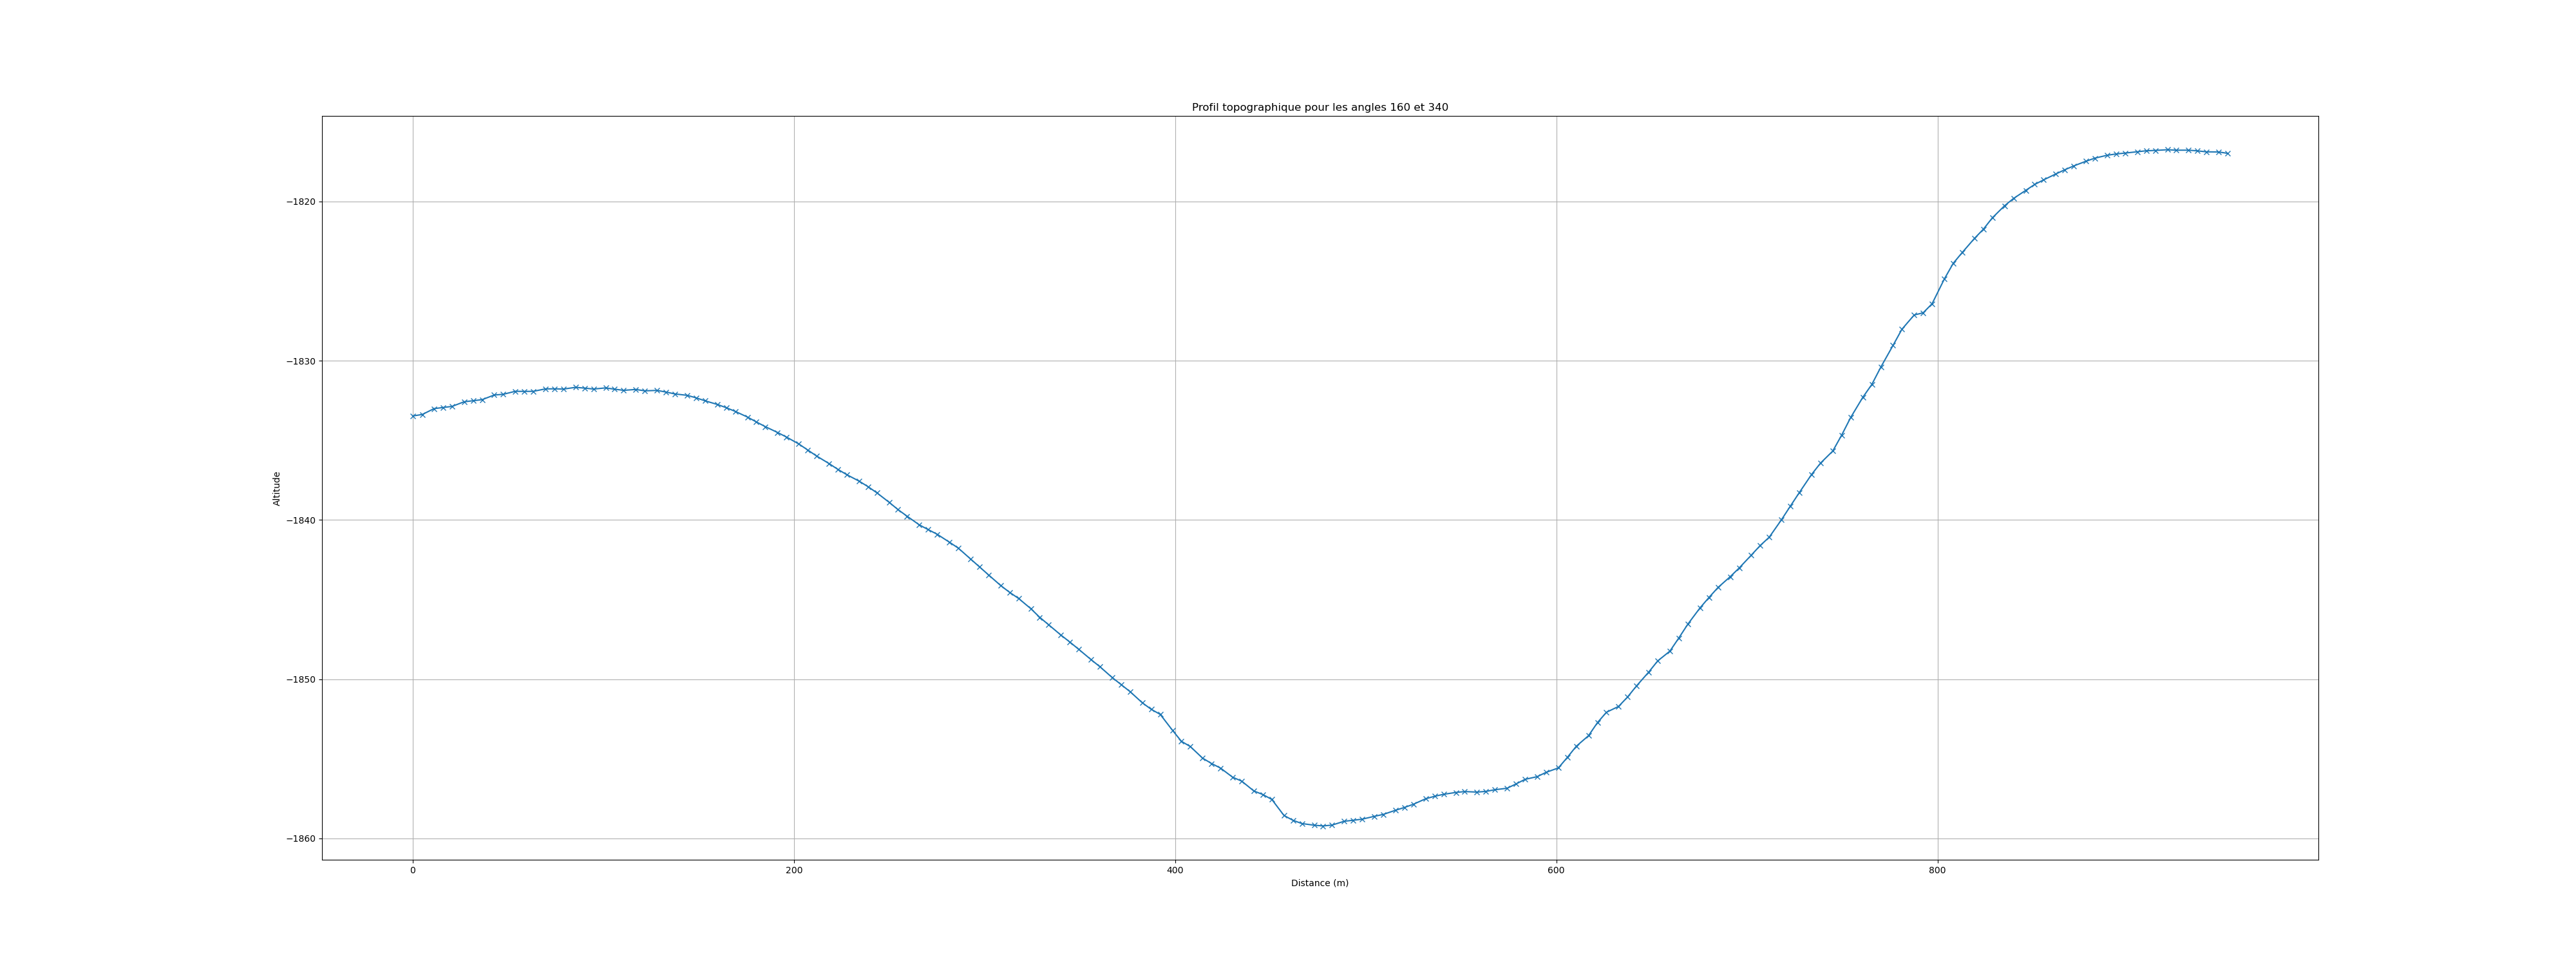 Profil topographique pour les angles 160 et 340
Altitude
−1820
−1830
−1840
−1850
−1860
0 200 400 600 800
Distance (m)